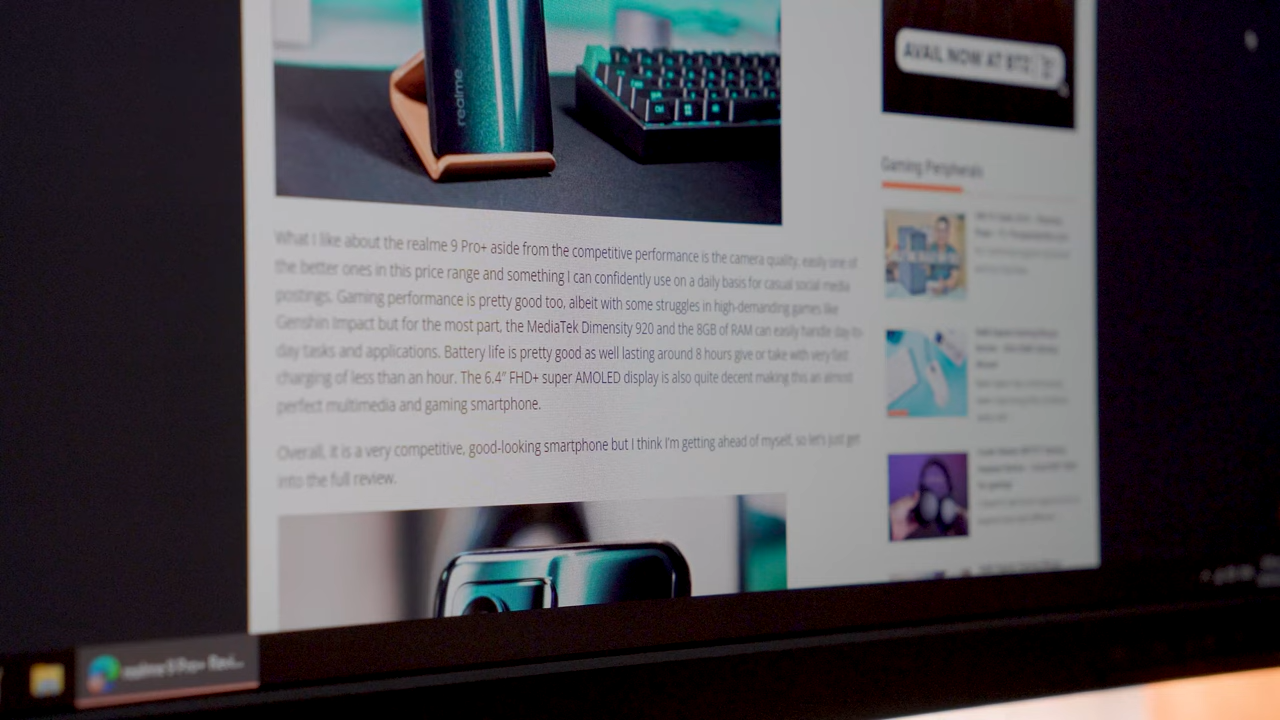 realme
AVAIL NOW AT BTZ
Gaming Peripherals
What I like about the realme 9 Pro+ aside from the competitive performance is the camera quality, easily one of
the better ones in this price range and something I can confidently use on a daily basis for casual social media
postings. Gaming performance is pretty good too, albeit with some struggles in high-demanding games like
Genshin Impact but for the most part, the MediaTek Dimensity 920 and the 8GB of RAM can easily handle day-to-
day tasks and applications. Battery life is pretty good as well lasting around 8 hours give or take with very fast
charging of less than an hour. The 6.4″ FHD+ super AMOLED display is also quite decent making this an almost
perfect multimedia and gaming smartphone.
Overall, it is a very competitive, good-looking smartphone but I think I'm getting ahead of myself, so let's just get
into the full review.
realme 9 Pro+ Revi...